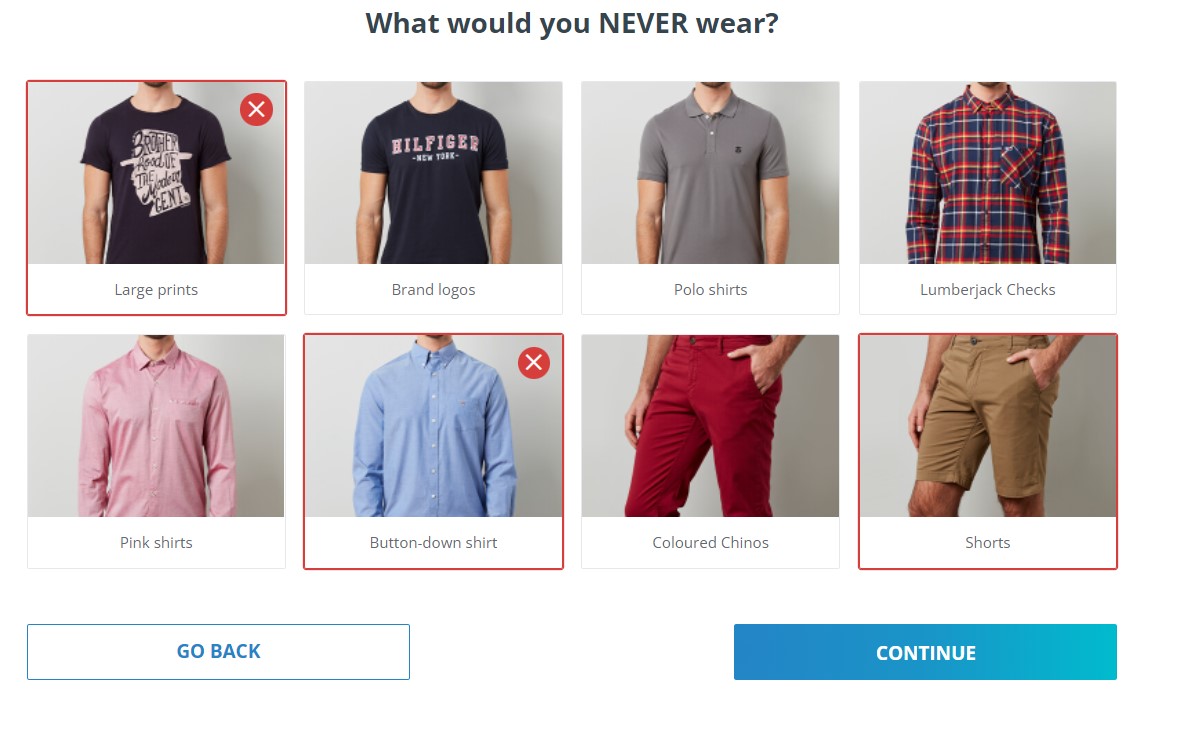 What would you NEVER wear?
BROTHER
Hood OF
THE Modern
GENT.
HILFIGER
-NEW YORK-
Large prints
Brand logos
Polo shirts
Lumberjack Checks
Pink shirts
Button-down shirt
Coloured Chinos
Shorts
GO BACK
CONTINUE